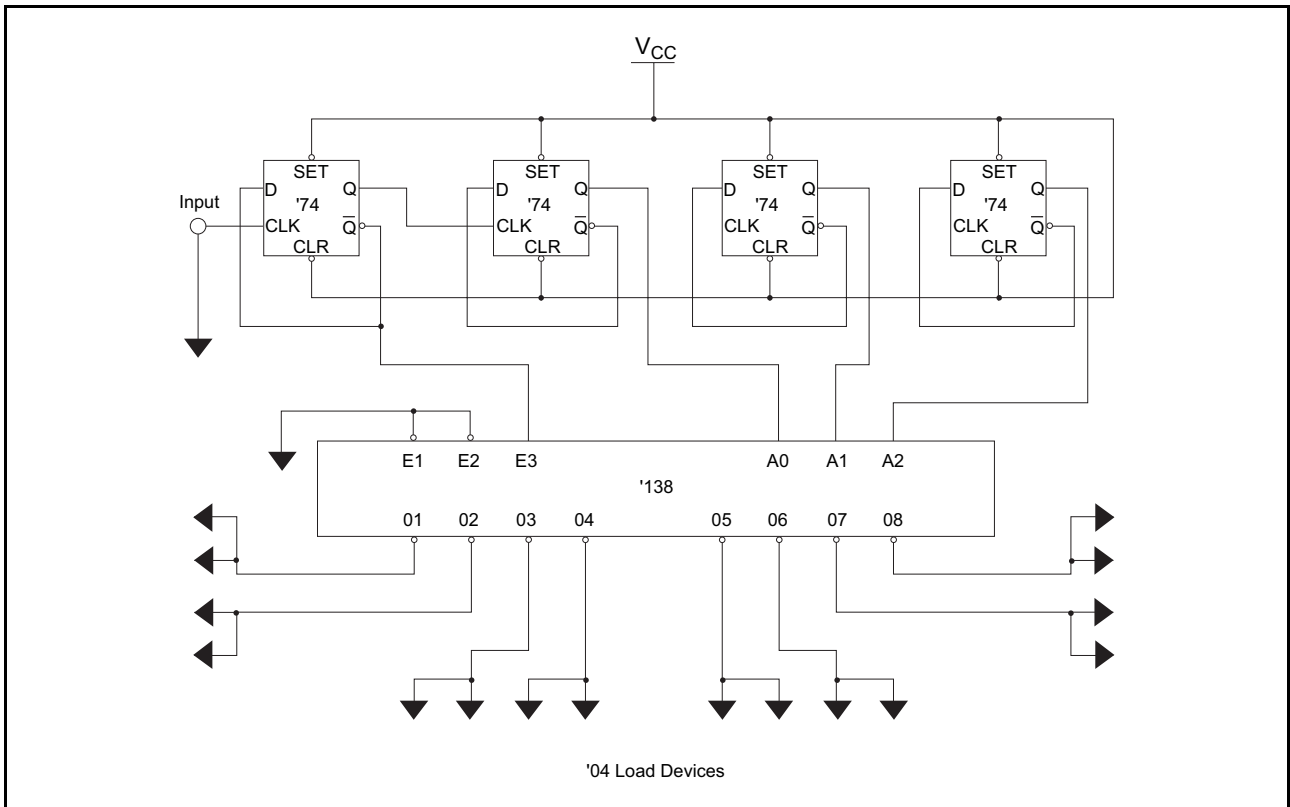 V_CC
SET SET SET SET
D Q D Q D Q D Q
Input
'74 '74 '74 '74
CLK Q̅ CLK Q̅ CLK Q̅ CLK Q̅
CLR CLR CLR CLR
E1 E2 E3 A0 A1 A2
'138
01 02 03 04 05 06 07 08
'04 Load Devices